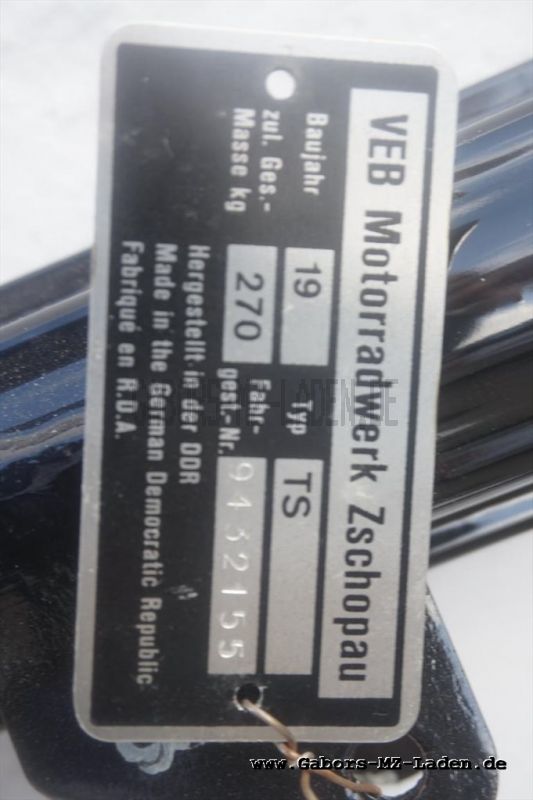 VEB Motorradwerk Zschopau
Baujahr 19 Typ TS
zul. Ges.-
Masse kg 270 Fahr-
gest.-Nr. 9432155
Hergestellt in der DDR
Made in the German Democratic Republic
Fabriqué en R.D.A.
www.Gabors-MZ-Laden.de